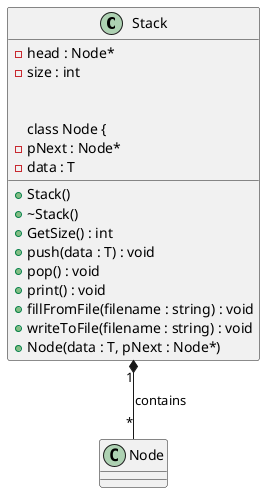 C Stack
head : Node*
size : int
class Node {
pNext : Node*
data : T
Stack()
~Stack()
GetSize() : int
push(data : T) : void
pop() : void
print() : void
fillFromFile(filename : string) : void
writeToFile(filename : string) : void
Node(data : T, pNext : Node*)
1
contains
*
C Node